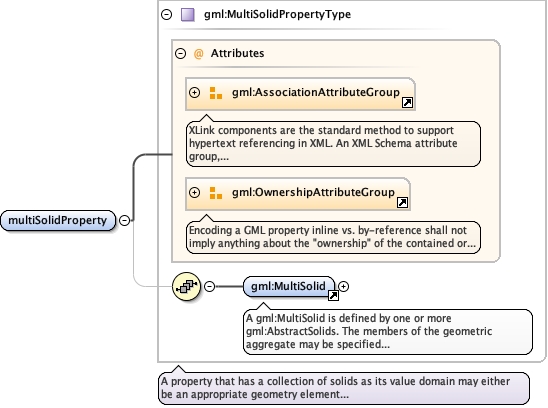 gml:MultiSolidPropertyType
@ Attributes
gml:AssociationAttributeGroup
XLink components are the standard method to support
hypertext referencing in XML. An XML Schema attribute
group,...
gml:OwnershipAttributeGroup
Encoding a GML property inline vs. by-reference shall not
imply anything about the "ownership" of the contained or...
multiSolidProperty
gml:MultiSolid
A gml:MultiSolid is defined by one or more
gml:AbstractSolids. The members of the geometric
aggregate may be specified...
A property that has a collection of solids as its value domain may either
be an appropriate geometry element...